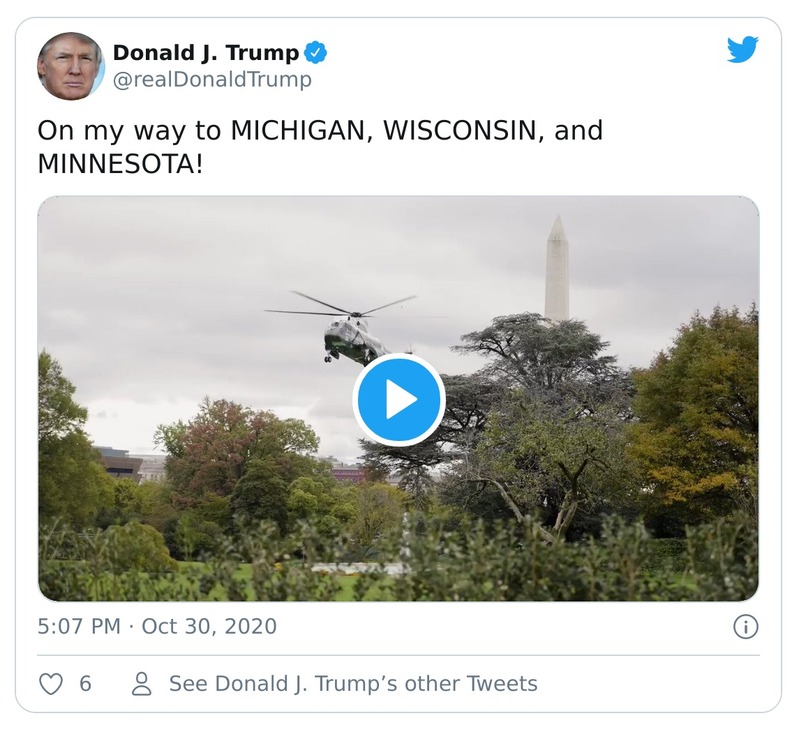 Donald J. Trump
@realDonaldTrump
On my way to MICHIGAN, WISCONSIN, and
MINNESOTA!
5:07 PM · Oct 30, 2020
6 See Donald J. Trump’s other Tweets